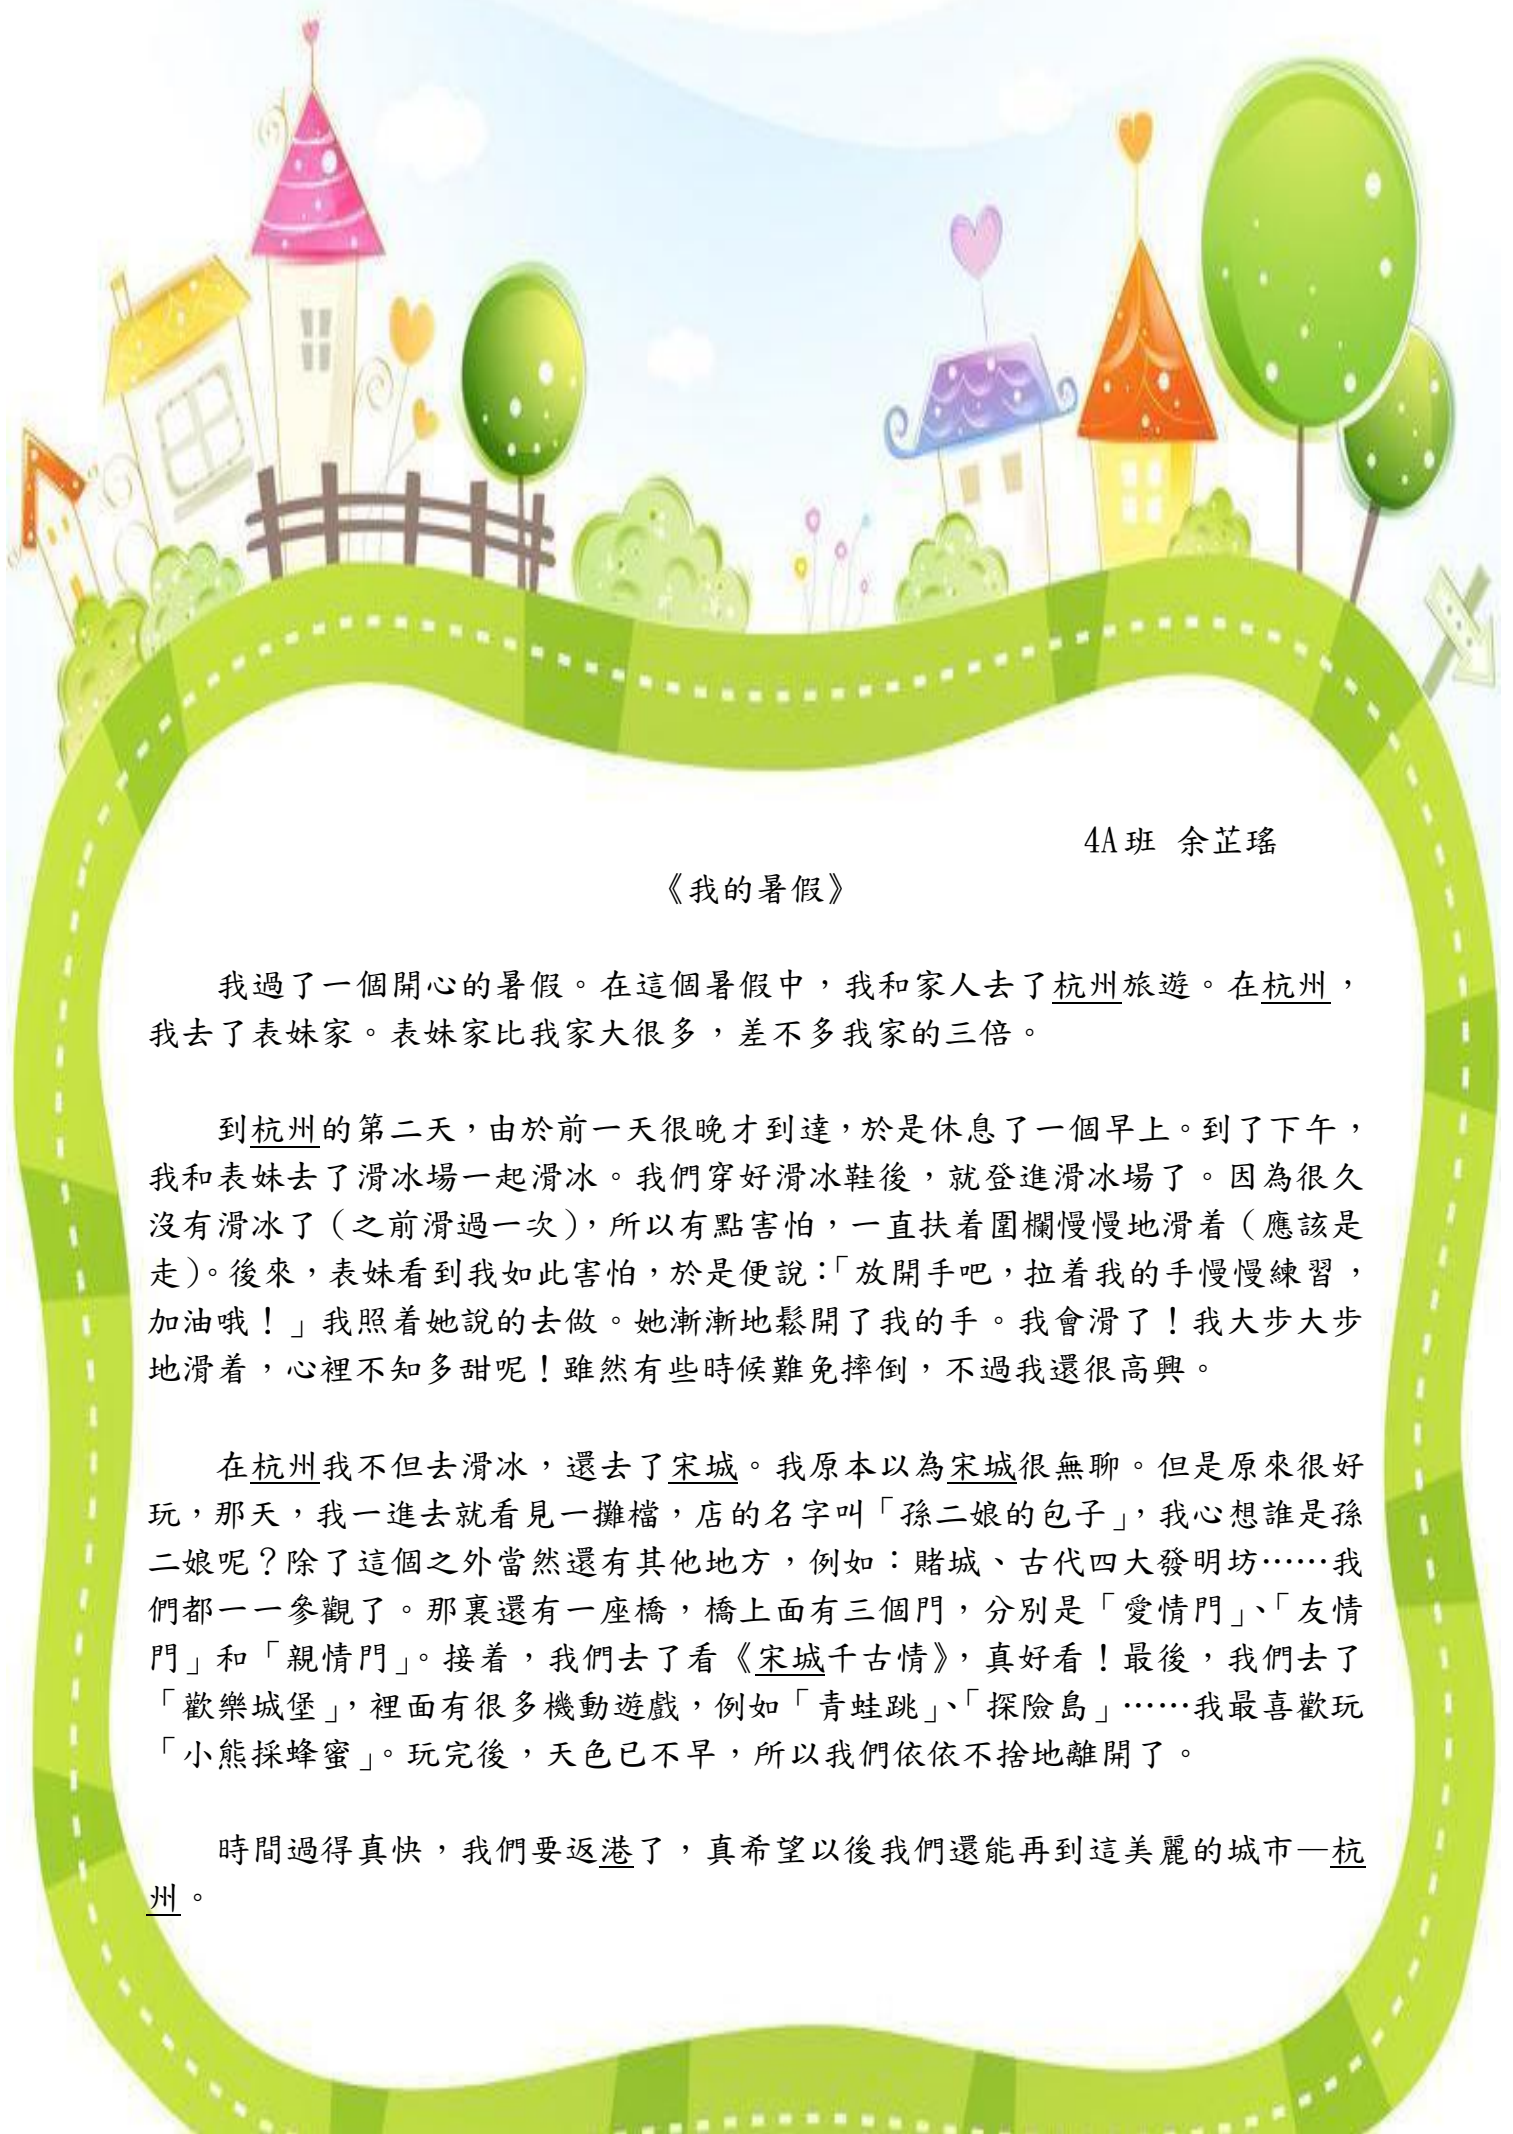 4A班 余芷瑤
《我的暑假》
我過了一個開心的暑假。在這個暑假中，我和家人去了杭州旅遊。在杭州，
我去了表妹家。表妹家比我家大很多，差不多我家的三倍。
到杭州的第二天，由於前一天很晚才到達，於是休息了一個早上。到了下午，
我和表妹去了滑冰場一起滑冰。我們穿好滑冰鞋後，就登進滑冰場了。因為很久
沒有滑冰了（之前滑過一次），所以有點害怕，一直扶着圍欄慢慢地滑着（應該是
走）。後來，表妹看到我如此害怕，於是便說：「放開手吧，拉着我的手慢慢練習，
加油哦！」我照着她說的去做。她漸漸地鬆開了我的手。我會滑了！我大步大步
地滑着，心裡不知多甜呢！雖然有些時候難免摔倒，不過我還很高興。
在杭州我不但去滑冰，還去了宋城。我原本以為宋城很無聊。但是原來很好
玩，那天，我一進去就看見一攤檔，店的名字叫「孫二娘的包子」，我心想誰是孫
二娘呢？除了這個之外當然還有其他地方，例如：賭城、古代四大發明坊……我
們都一一參觀了。那裏還有一座橋，橋上面有三個門，分別是「愛情門」、「友情
門」和「親情門」。接着，我們去了看《宋城千古情》，真好看！最後，我們去了
「歡樂城堡」，裡面有很多機動遊戲，例如「青蛙跳」、「探險島」……我最喜歡玩
「小熊採蜂蜜」。玩完後，天色已不早，所以我們依依不捨地離開了。
時間過得真快，我們要返港了，真希望以後我們還能再到這美麗的城市—杭
州。